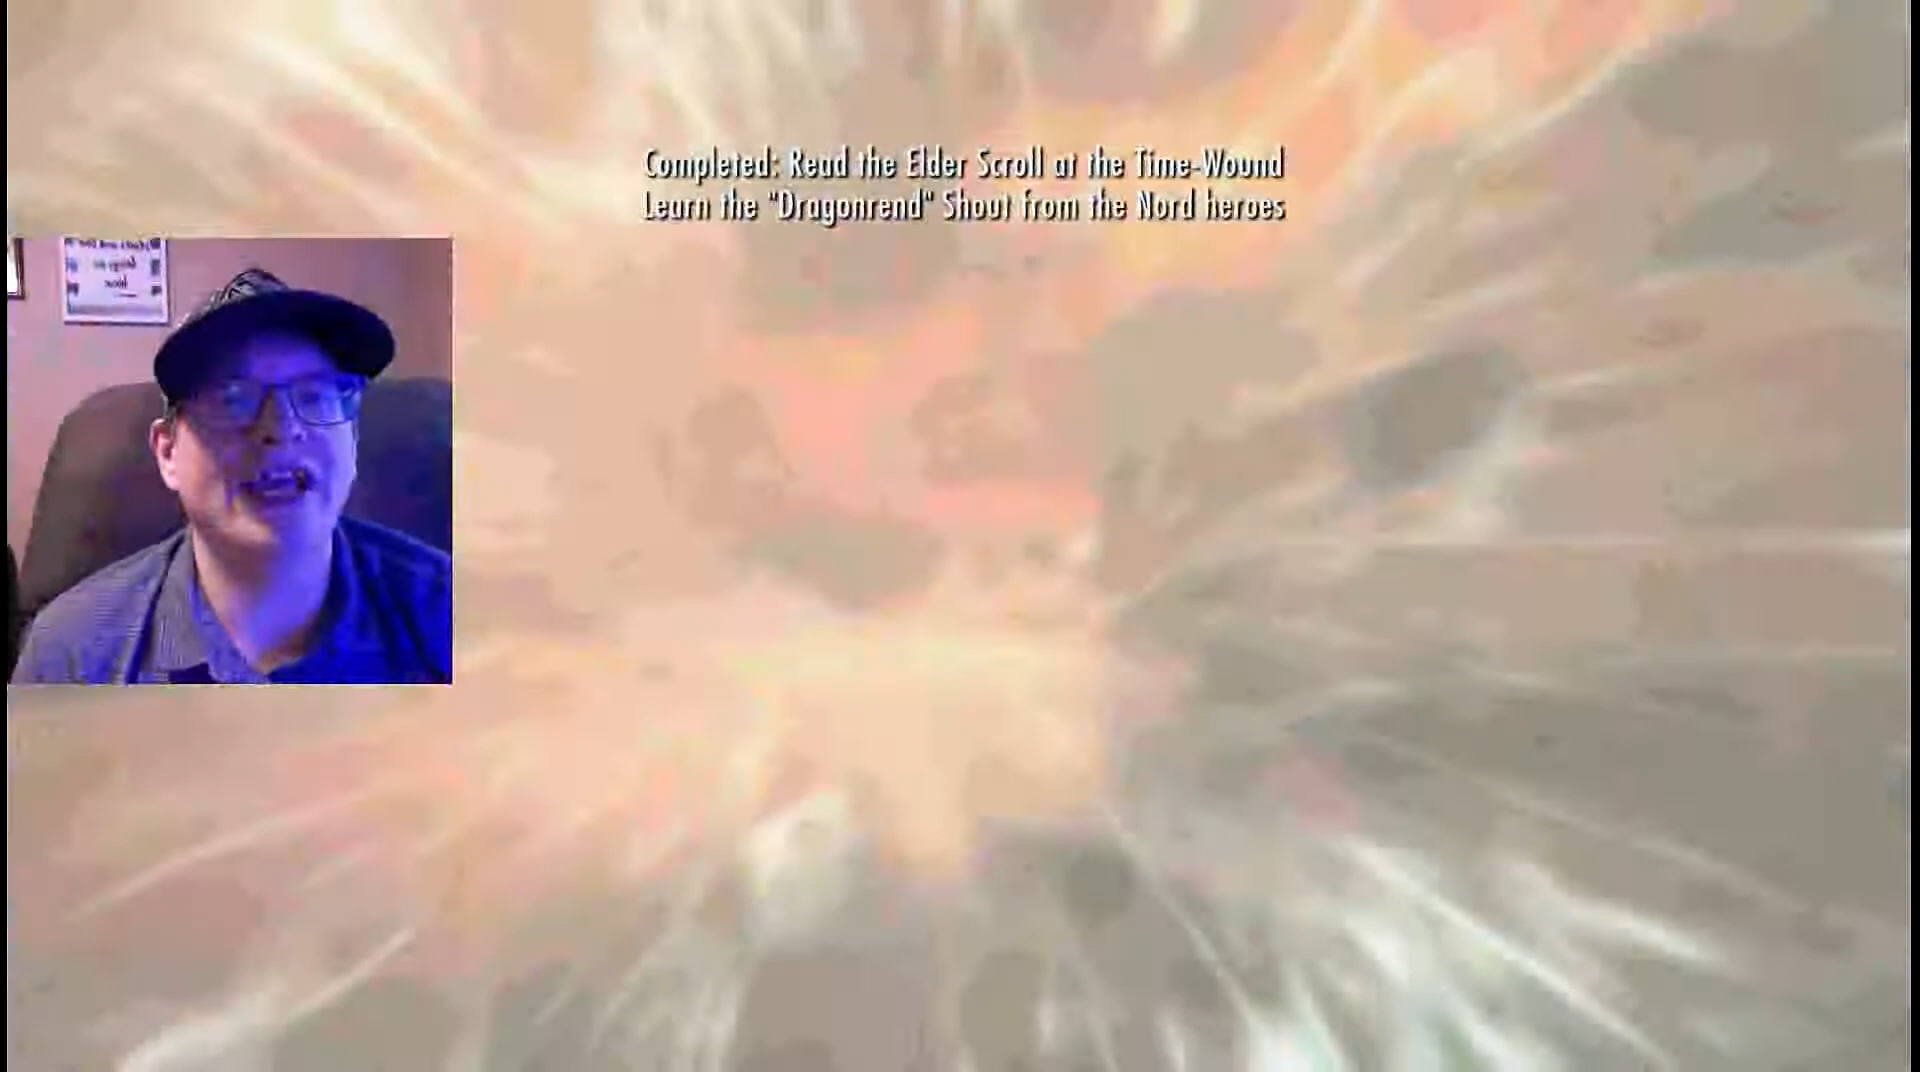 Completed: Read the Elder Scroll at the Time-Wound
Learn the "Dragonrend" Shout from the Nord heroes